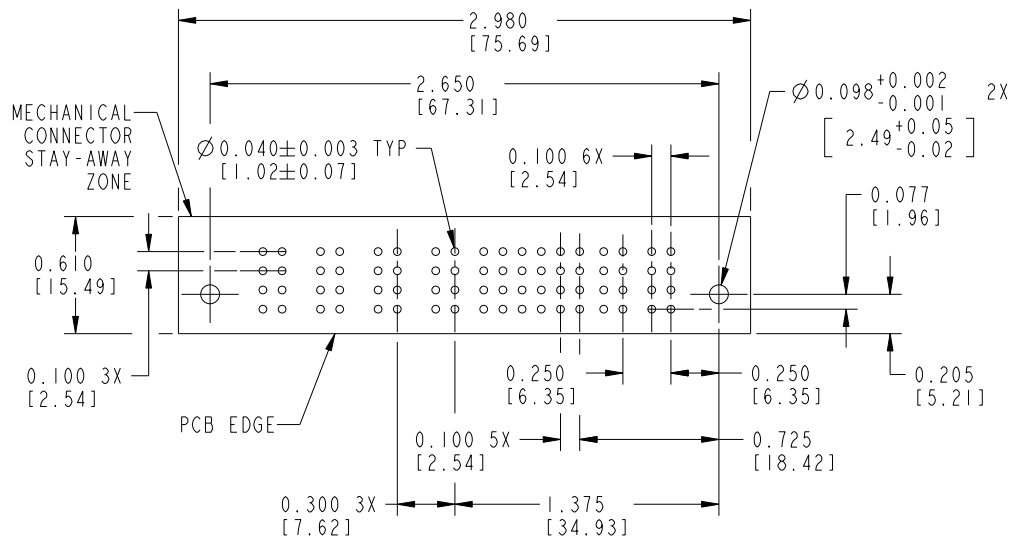 2.980
[75.69]
2.650
[67.31]
MECHANICAL
CONNECTOR
STAY-AWAY
ZONE
Ø0.040±0.003 TYP
[1.02±0.07]
0.100 6X
[2.54]
Ø0.098 +0.002 -0.001 2X
[2.49 +0.05 -0.02]
0.077
[1.96]
0.610
[15.49]
0.100 3X
[2.54]
PCB EDGE
0.250
[6.35]
0.250
[6.35]
0.205
[5.21]
0.100 5X
[2.54]
0.725
[18.42]
0.300 3X
[7.62]
1.375
[34.93]